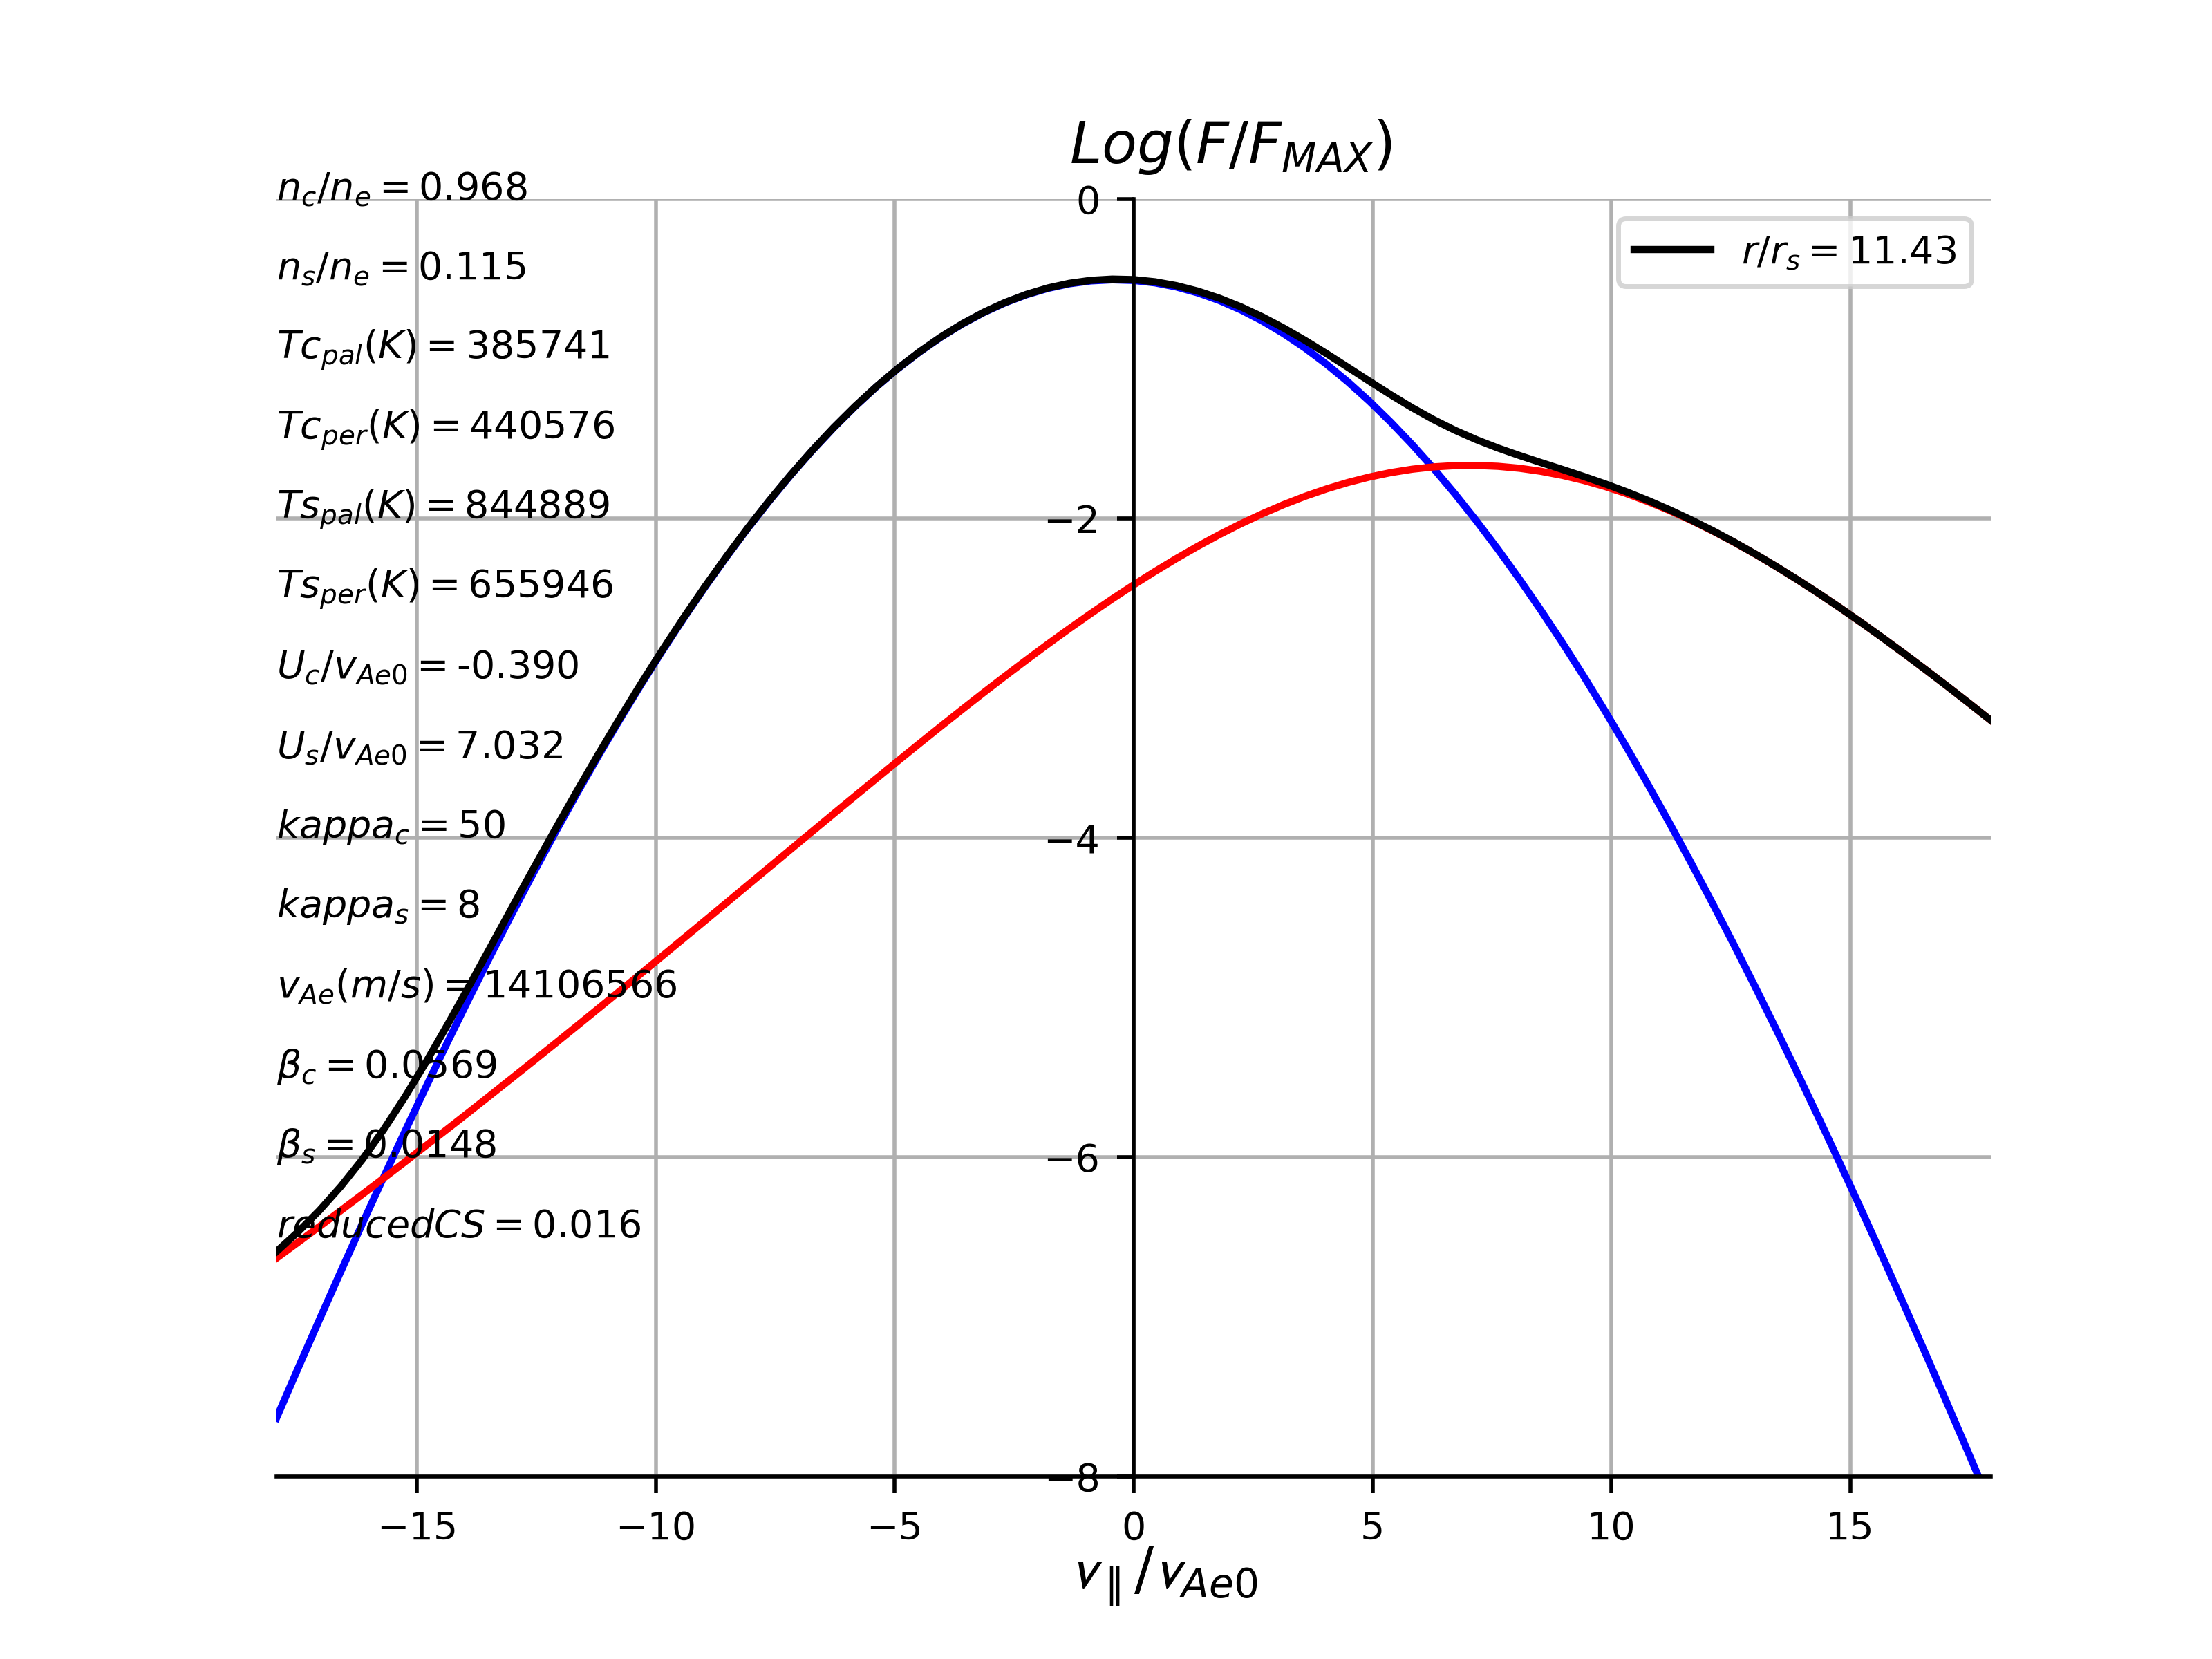 Log(F/F_MAX)
n_c/n_e = 0.968
n_s/n_e = 0.115
Tc_pal(K) = 385741
Tc_per(K) = 440576
Ts_pal(K) = 844889
Ts_per(K) = 655946
U_c/v_Ae0 = -0.390
U_s/v_Ae0 = 7.032
kappa_c = 50
kappa_s = 8
v_Ae(m/s) = 14106566
β_c = 0.0569
β_s = 0.0148
reducedCS = 0.016
r/r_s = 11.43
0
−2
−4
−6
−8
−15 −10 −5 0 5 10 15
v_∥/v_Ae0